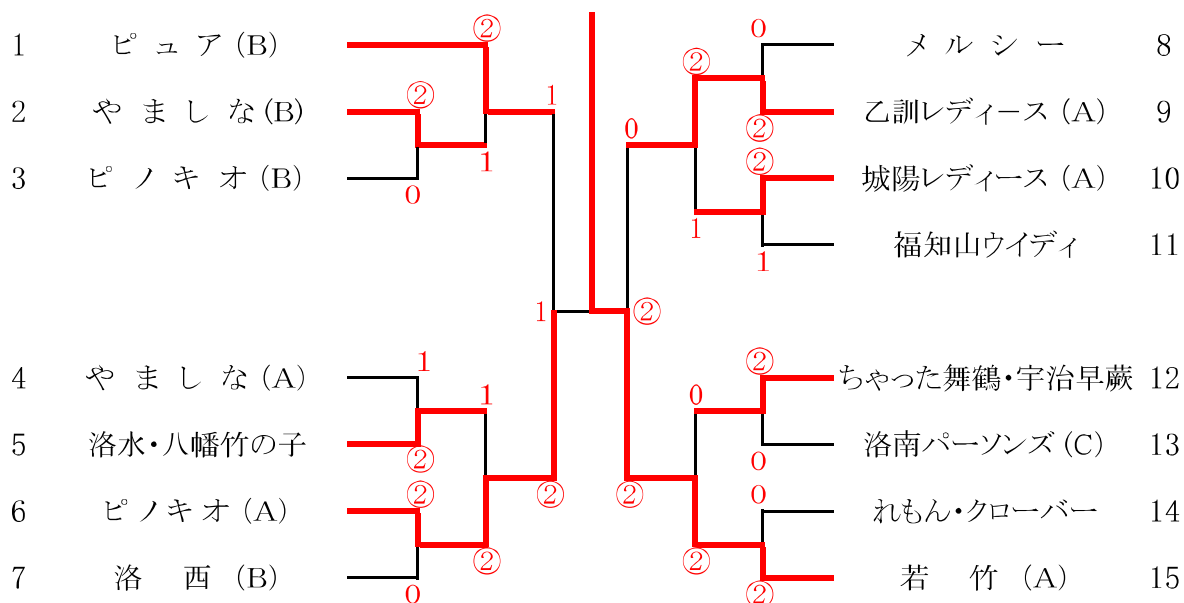 1 ピュア(B)
2 やましな(B)
3 ピノキオ(B)
4 やましな(A)
5 洛水・八幡竹の子
6 ピノキオ(A)
7 洛西(B)
② 
② 
1
1
0
1
1
1
②
②
②
0
②
0
②
②
0
②
②
1
1
②
②
0
0
0
②
②
②
メルシー 8
乙訓レディース(A) 9
城陽レディース(A) 10
福知山ウイディ 11
ちゃった舞鶴・宇治早蕨 12
洛南パーソンズ(C) 13
れもん・クローバー 14
若竹(A) 15